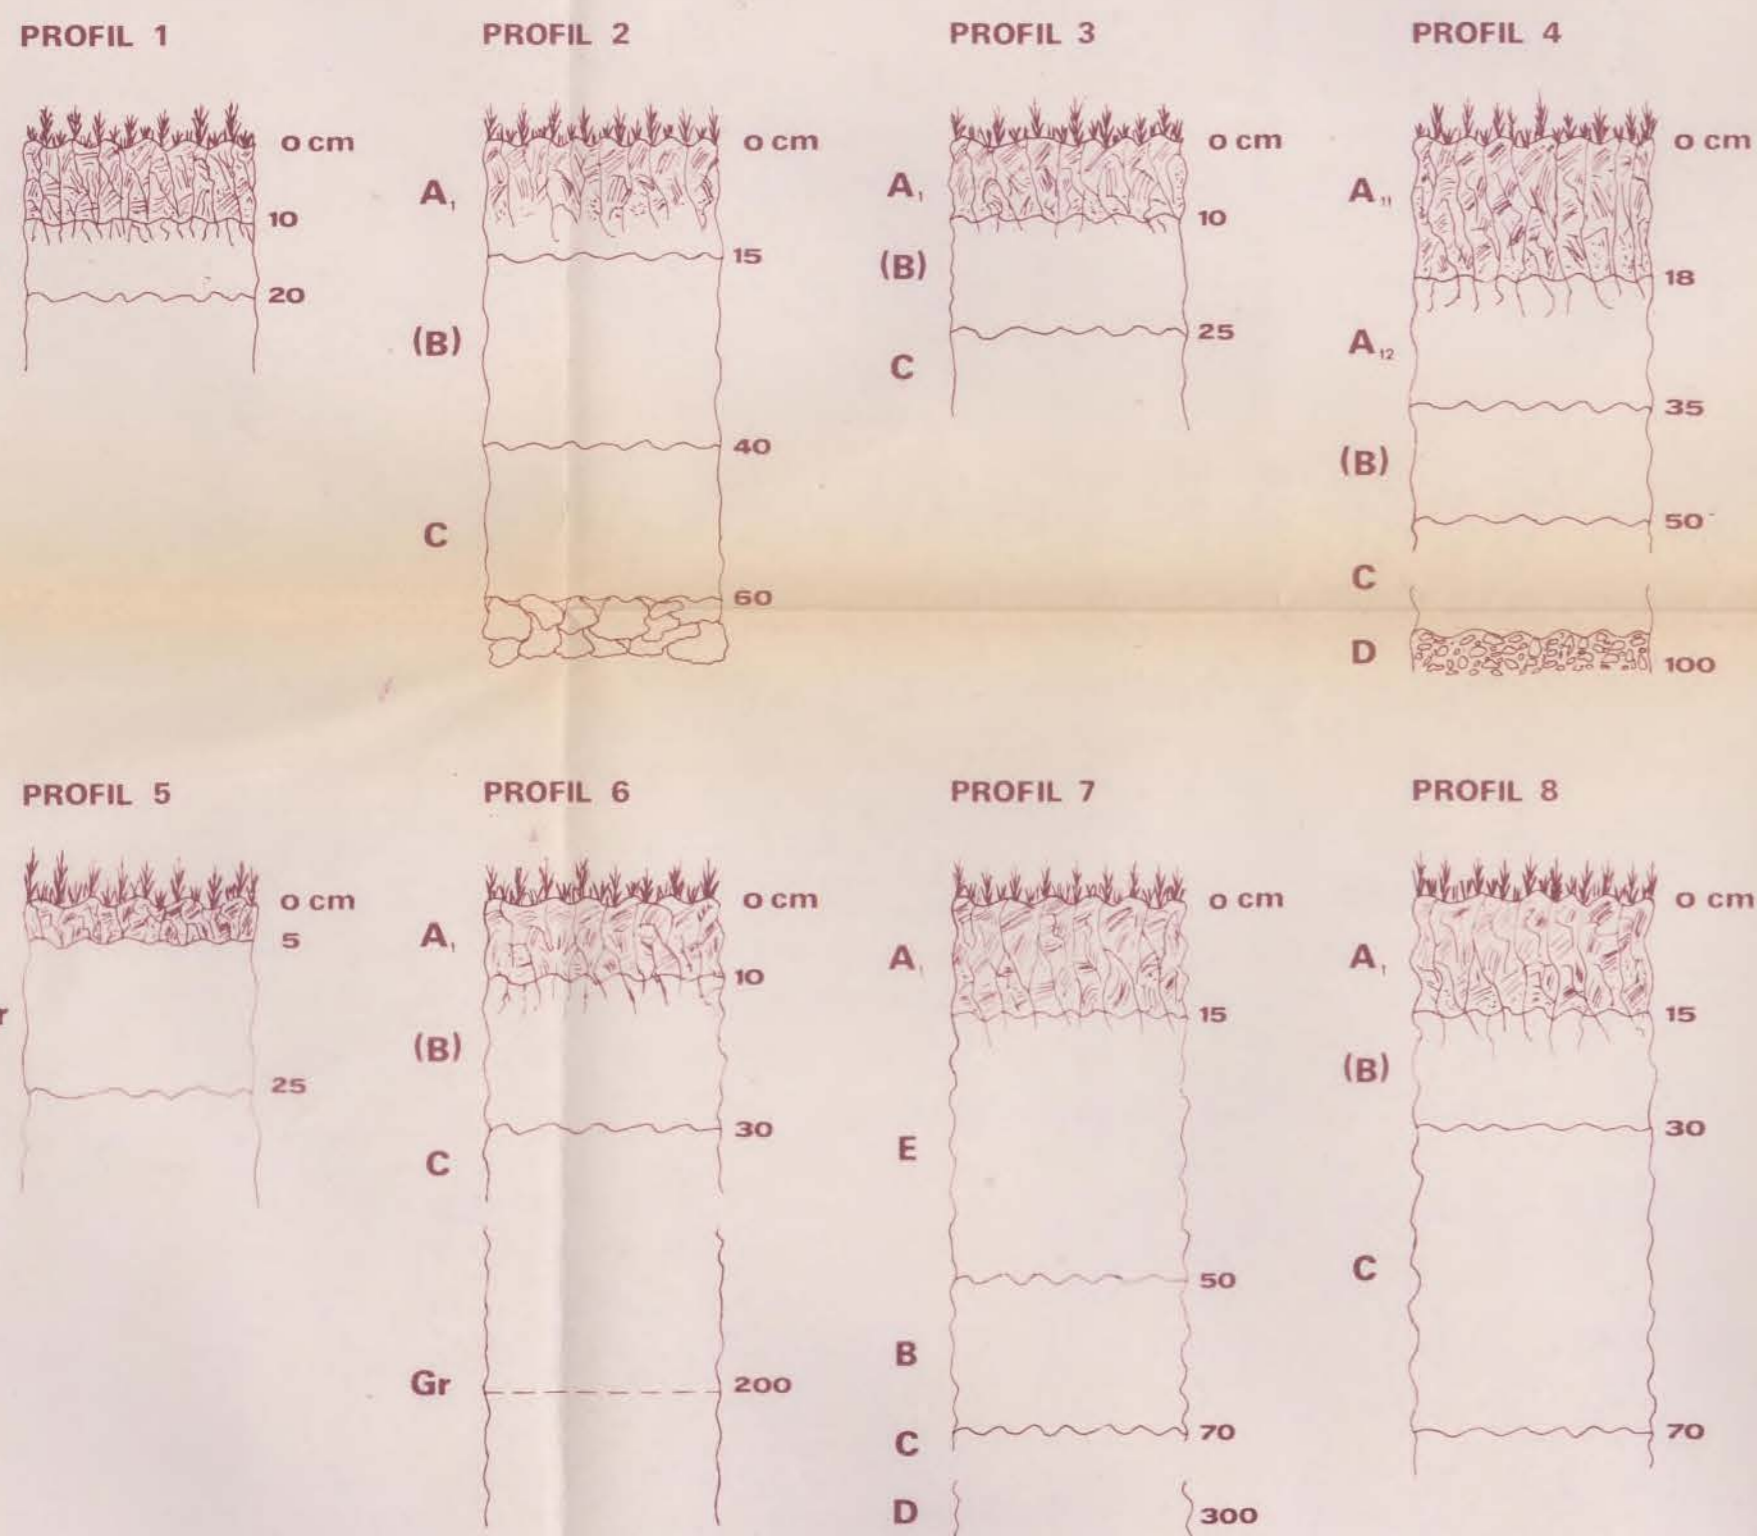 PROFIL 1
o cm
10
20
PROFIL 2
o cm
A₁
15
(B)
40
C
60
PROFIL 3
o cm
A₁
10
(B)
25
C
PROFIL 4
o cm
A₁₁
18
A₁₂
35
(B)
50
C
D
100
PROFIL 5
o cm
5
r
25
PROFIL 6
o cm
A₁
10
(B)
30
C
Gr
200
PROFIL 7
o cm
A₁
15
E
50
B
70
C
D
300
PROFIL 8
o cm
A₁
15
(B)
30
C
70